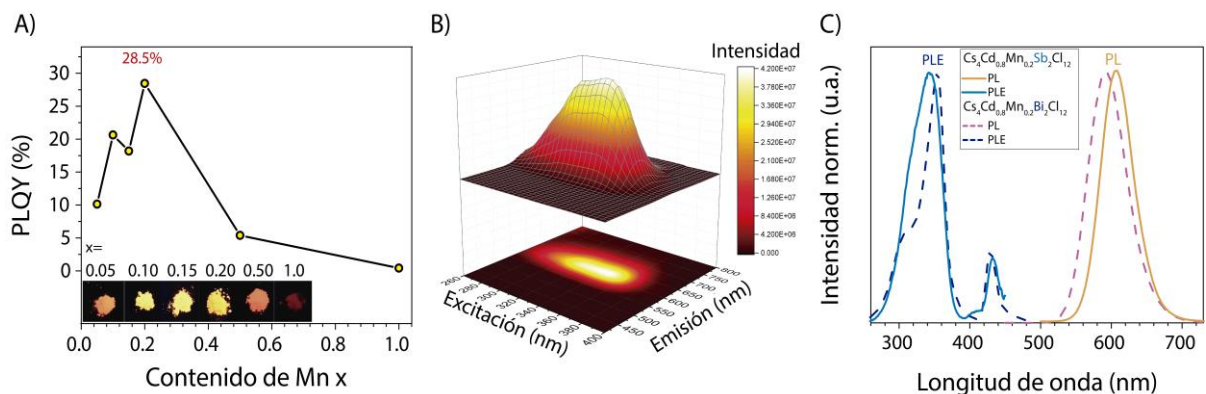 A)
28.5%
PLQY (%)
30
25
20
15
10
5
0
x=
0.05 0.10 0.15 0.20 0.50 1.0
0.0 0.2 0.4 0.6 0.8 1.0
Contenido de Mn x
B)
Intensidad
4.200E+07
3.780E+07
3.360E+07
2.940E+07
2.520E+07
2.100E+07
1.680E+07
1.260E+07
8.400E+06
4.200E+06
0.000
260
280
300
320
340
360
380
400
Excitación (nm)
450
500
550
600
650
700
750
800
Emisión (nm)
C)
Intensidad norm. (u.a.)
PLE
PL
Cs4Cd0.8Mn0.2Sb2Cl12
PL
PLE
Cs4Cd0.8Mn0.2Bi2Cl12
PL
PLE
300 400 500 600 700
Longitud de onda (nm)